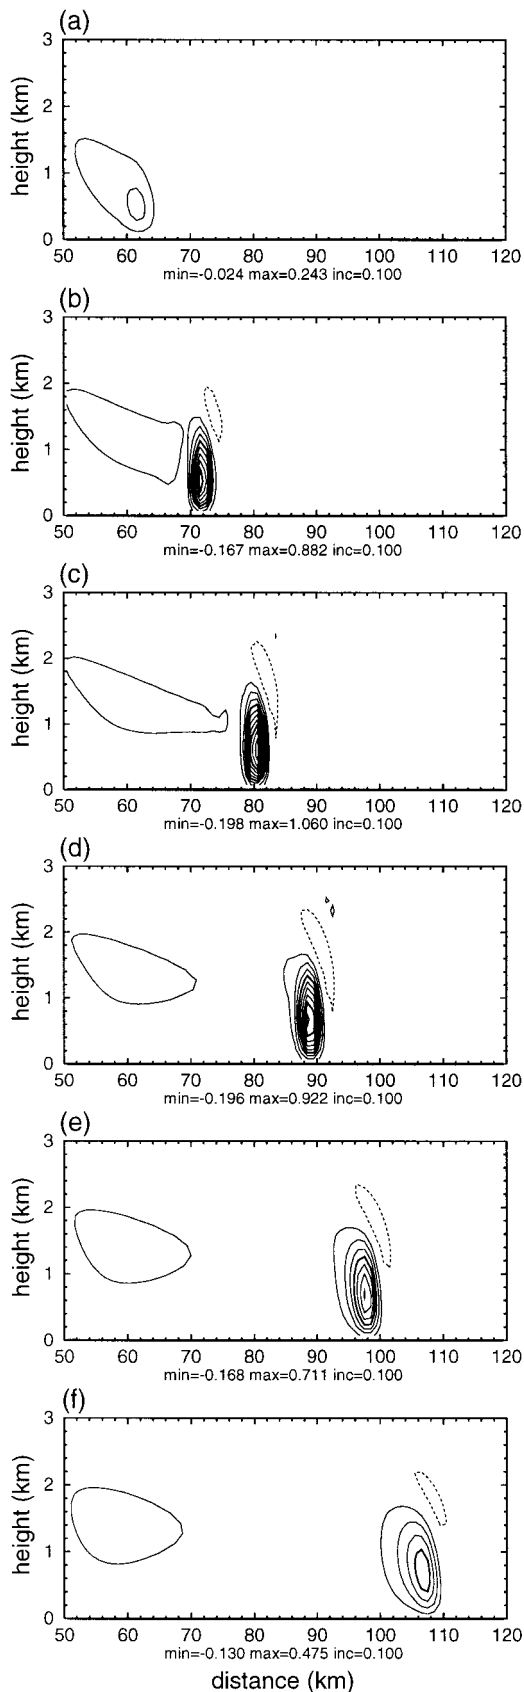 (a)
3
2
1
0
height (km)
50 60 70 80 90 100 110 120
min=-0.024 max=0.243 inc=0.100
(b)
3
2
1
0
height (km)
50 60 70 80 90 100 110 120
min=-0.167 max=0.882 inc=0.100
(c)
3
2
1
0
height (km)
50 60 70 80 90 100 110 120
min=-0.198 max=1.060 inc=0.100
(d)
3
2
1
0
height (km)
50 60 70 80 90 100 110 120
min=-0.196 max=0.922 inc=0.100
(e)
3
2
1
0
height (km)
50 60 70 80 90 100 110 120
min=-0.168 max=0.711 inc=0.100
(f)
3
2
1
0
height (km)
50 60 70 80 90 100 110 120
min=-0.130 max=0.475 inc=0.100
distance (km)